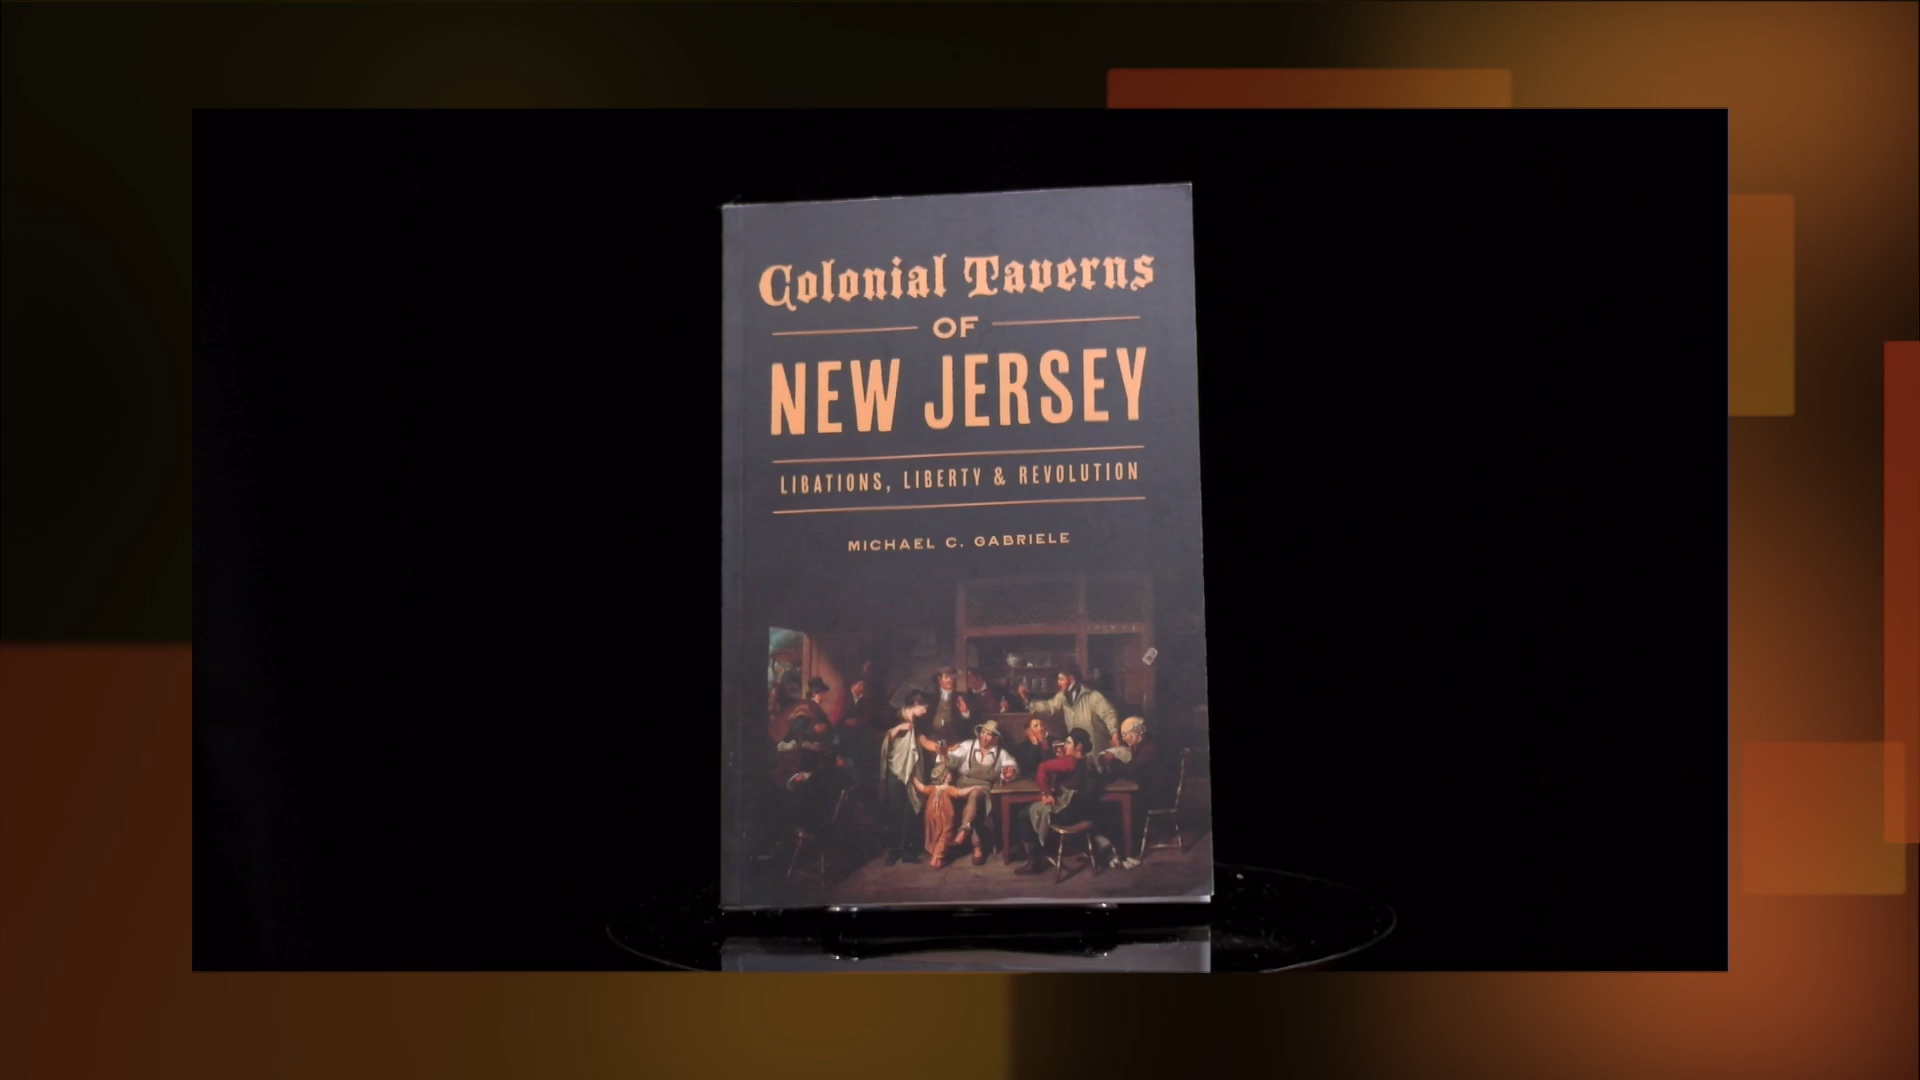 Colonial Taverns
OF
NEW JERSEY
LIBATIONS, LIBERTY & REVOLUTION
MICHAEL C. GABRIELE